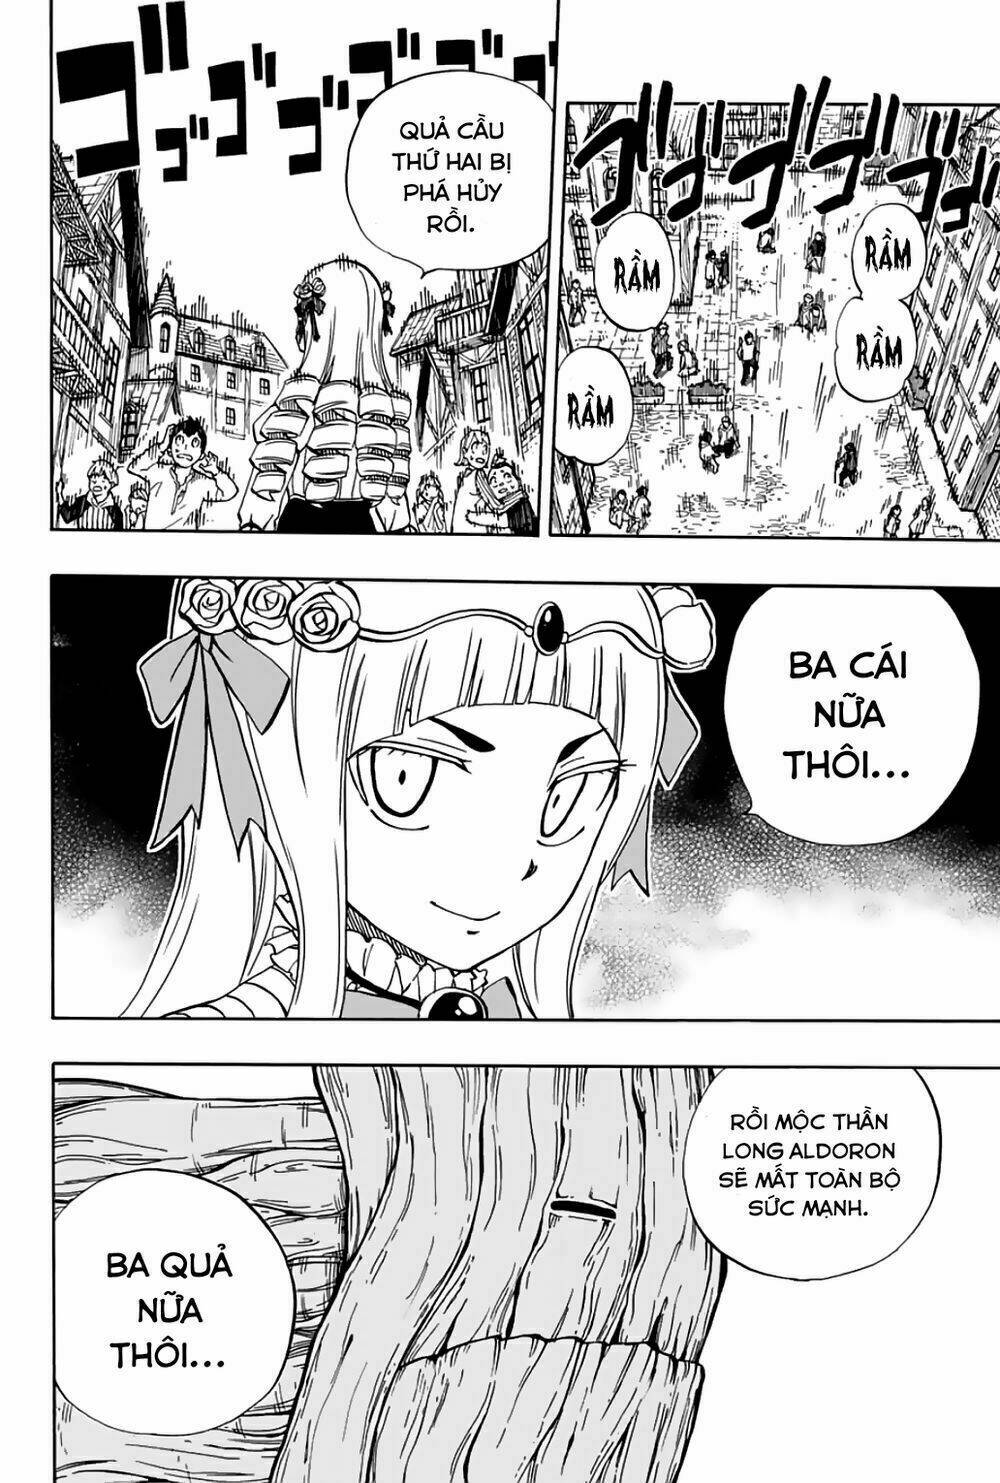 ゴゴゴゴゴゴ
QUẢ CẦU
THỨ HAI BỊ
PHÁ HỦY
RỒI.
ゴゴゴゴゴ
RẦM
RẦM
RẦM
RẦM
BA CÁI
NỮA
THÔI...
RỒI MỘC THẦN
LONG ALDORON
SẼ MẤT TOÀN BỘ
SỨC MẠNH.
BA QUẢ
NỮA
THÔI...